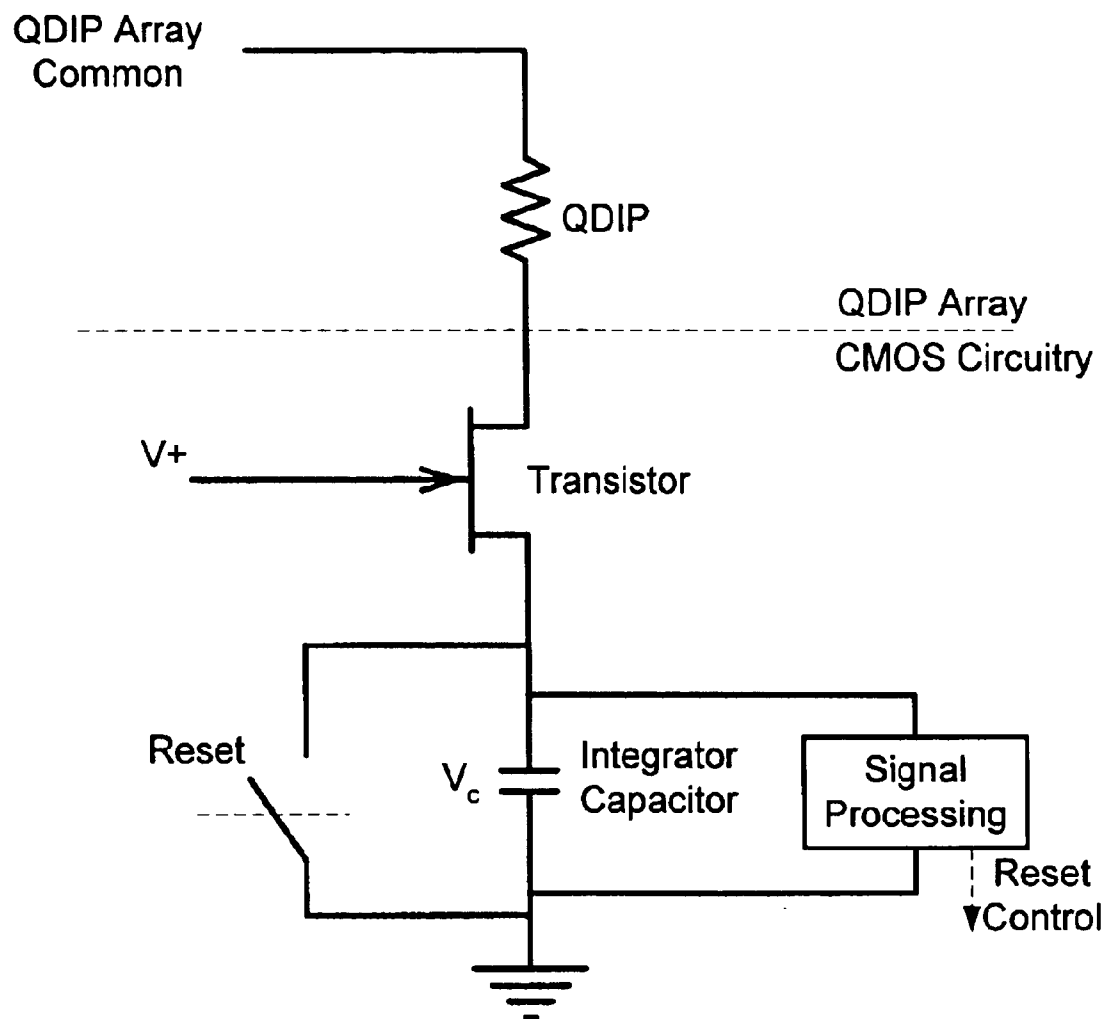 QDIP Array
Common
QDIP
QDIP Array
CMOS Circuitry
V+
Transistor
Reset
Vc
Integrator
Capacitor
Signal
Processing
Reset
Control